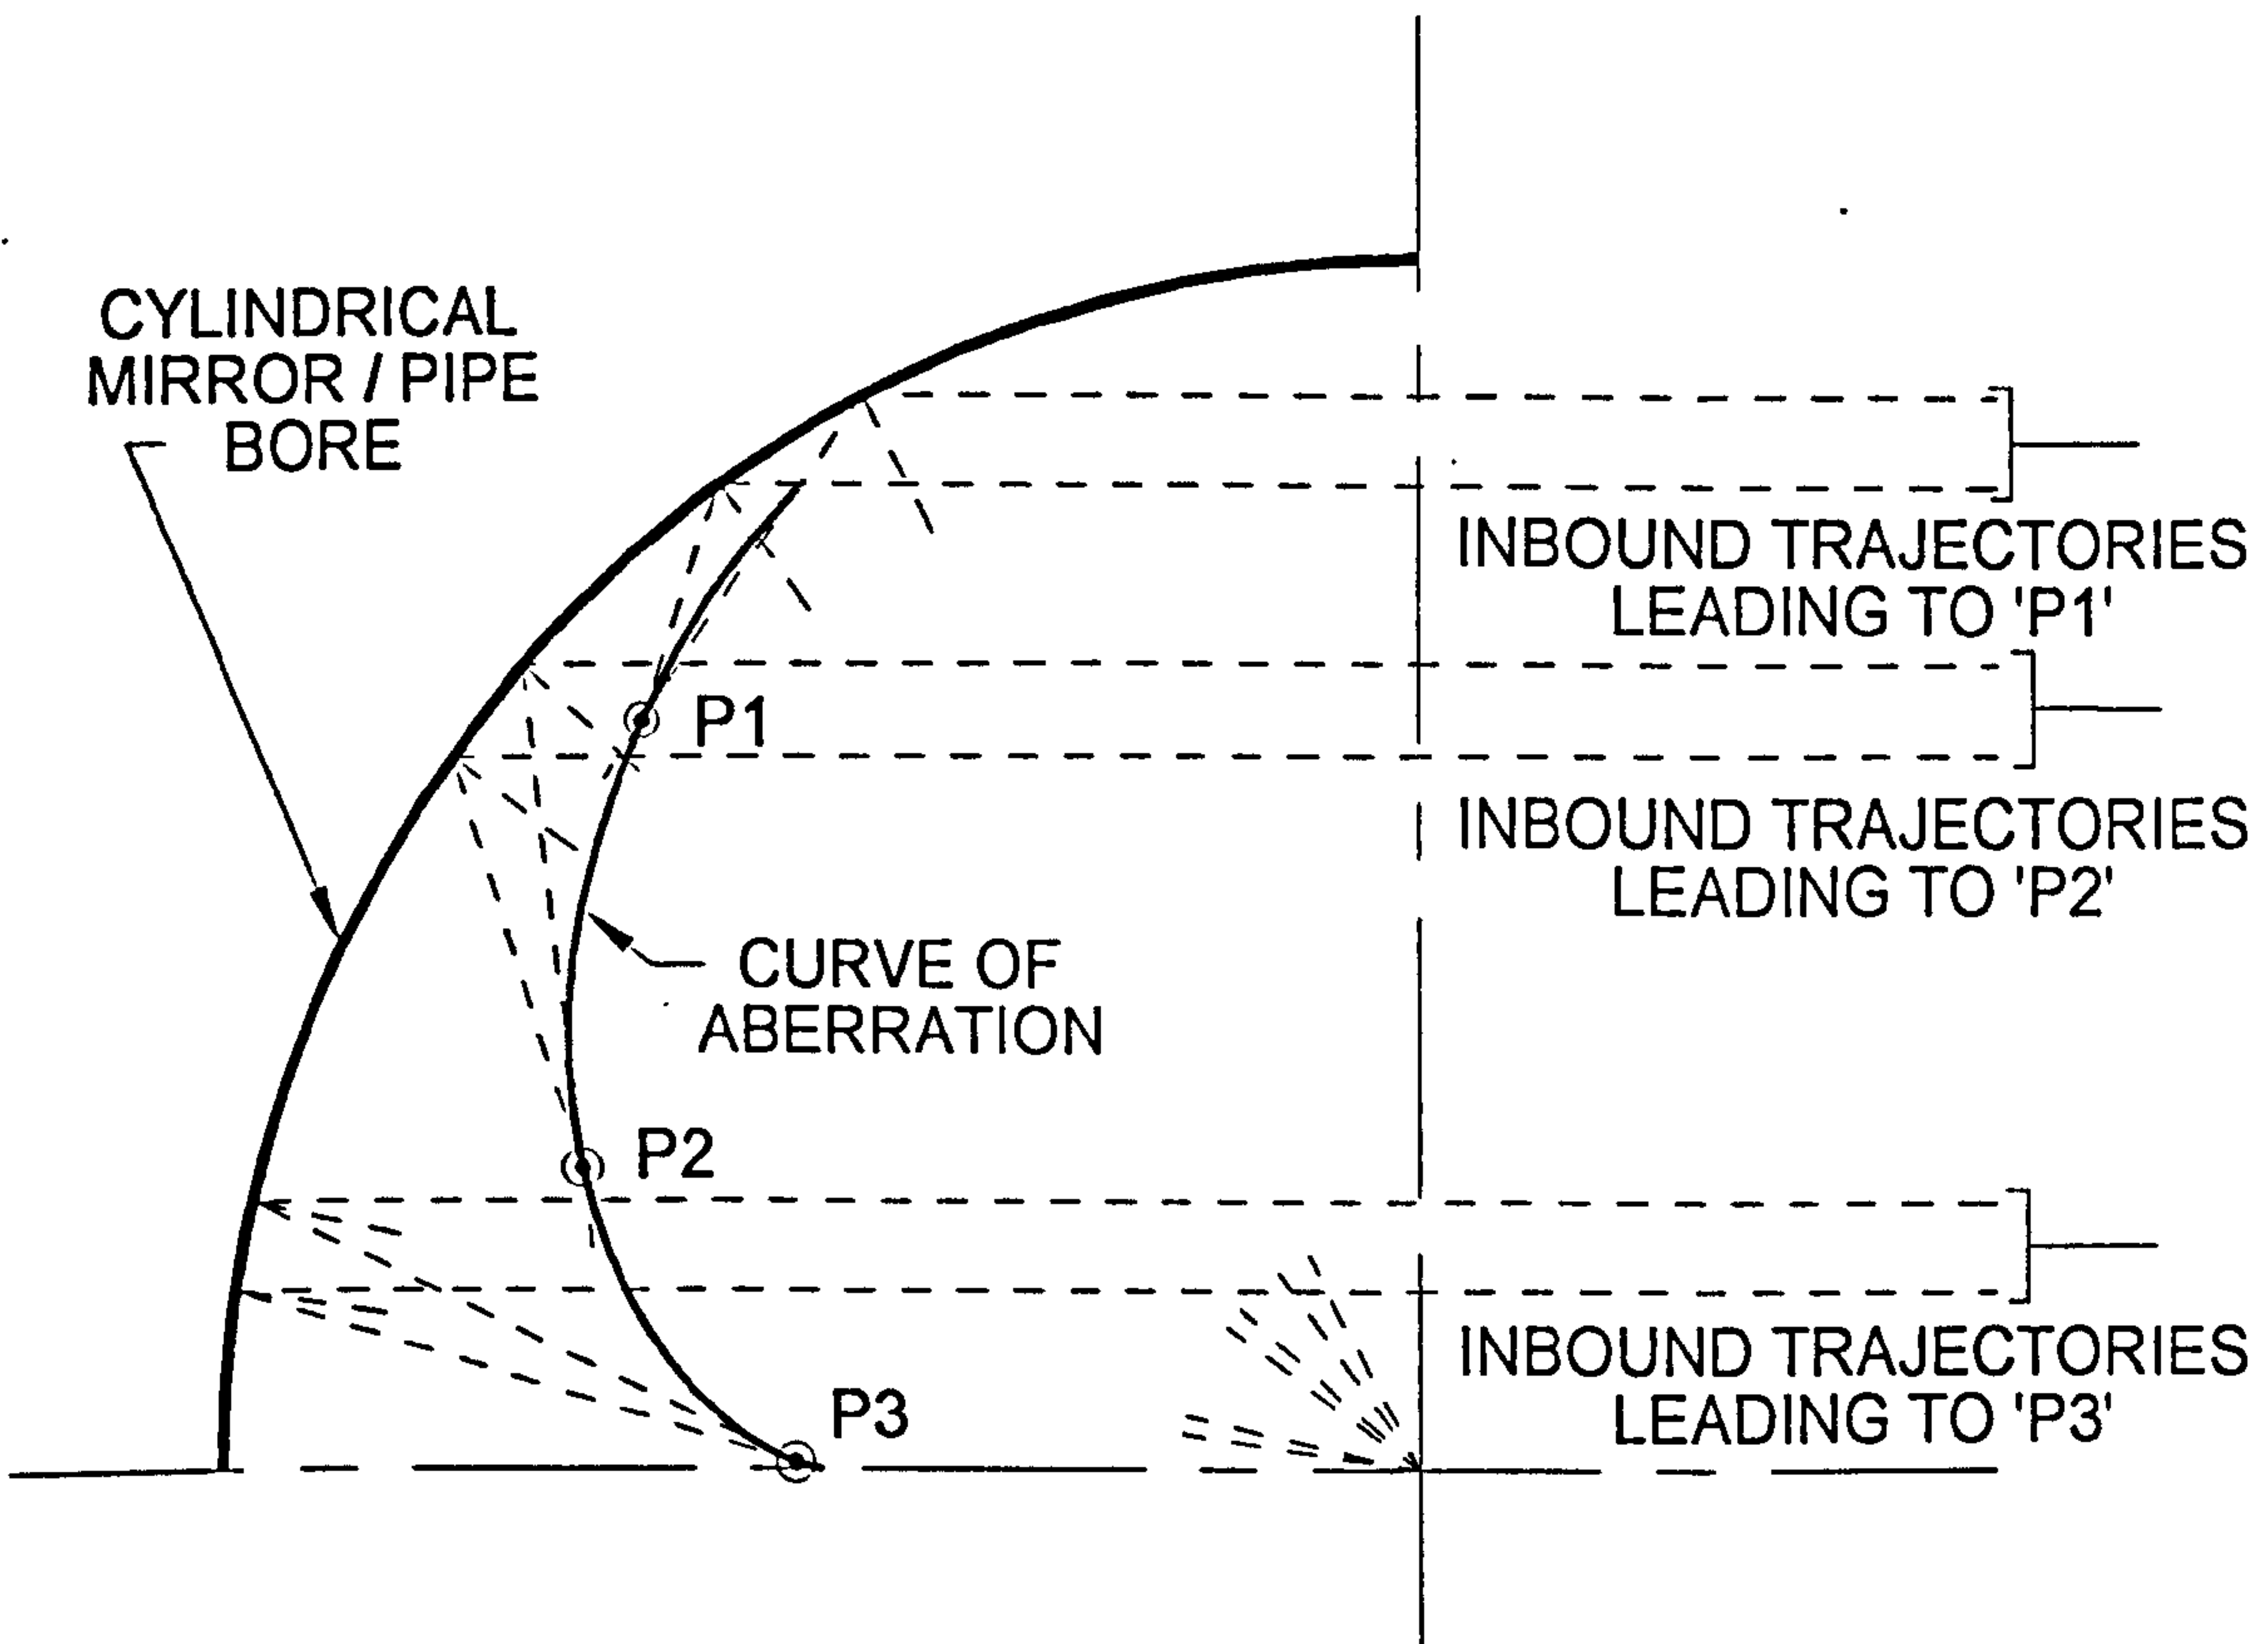 CYLINDRICAL
MIRROR / PIPE
BORE
INBOUND TRAJECTORIES
LEADING TO 'P1'
P1
INBOUND TRAJECTORIES
LEADING TO 'P2'
CURVE OF
ABERRATION
P2
INBOUND TRAJECTORIES
LEADING TO 'P3'
P3